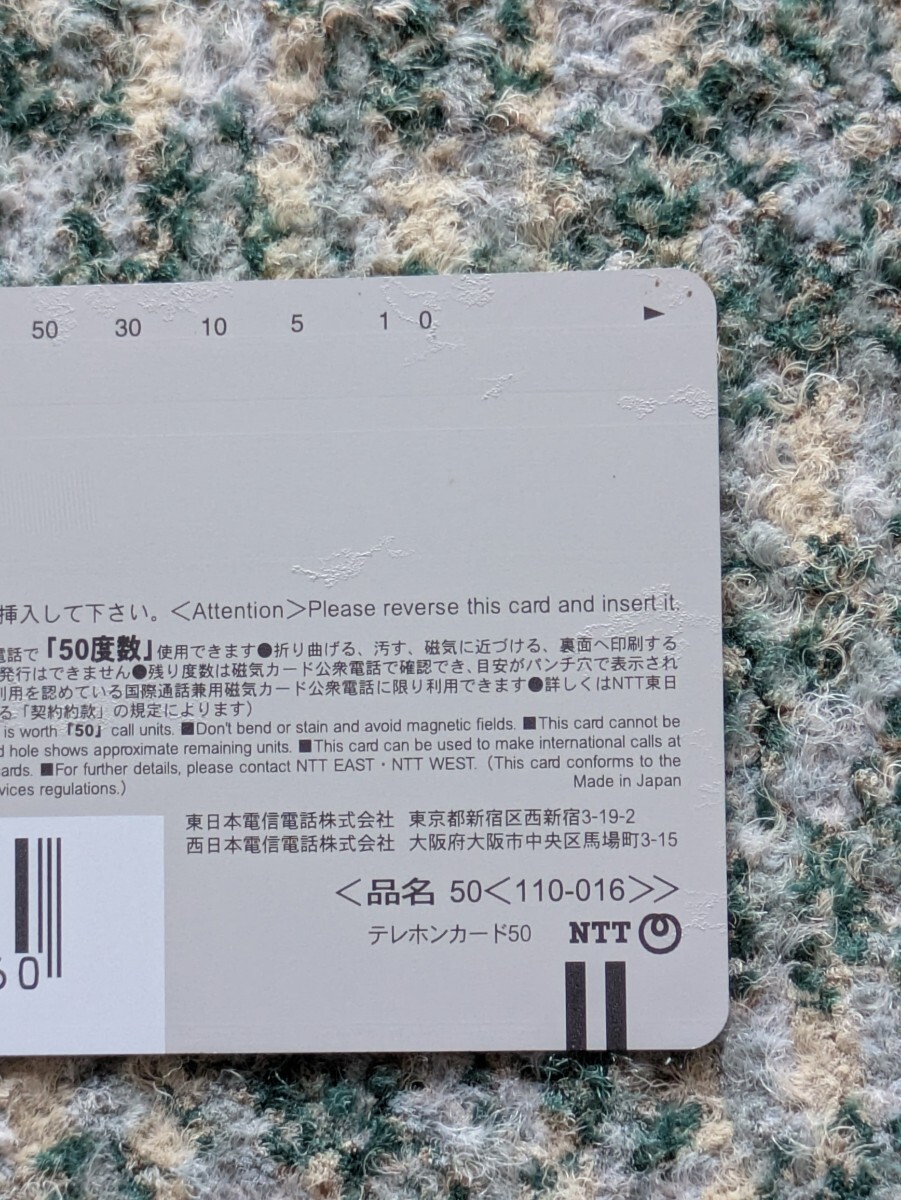 50 30 10 5 1 0 ►
挿入して下さい。＜Attention＞Please reverse this card and insert it.
電話で『50度数』使用できます●折り曲げる、汚す、磁気に近づける、裏面へ印刷する
発行はできません●残り度数は磁気カード公衆電話で確認でき、目安がパンチ穴で表示され
利用を認めている国際通話兼用磁気カード公衆電話に限り利用できます●詳しくはNTT東日
る「契約約款」の規定によります）
is worth『50』call units. ■Don't bend or stain and avoid magnetic fields. ■This card cannot be
d hole shows approximate remaining units. ■This card can be used to make international calls at
cards. ■For further details, please contact NTT EAST・NTT WEST.（This card conforms to the
vices regulations.） Made in Japan
東日本電信電話株式会社 東京都新宿区西新宿3-19-2
西日本電信電話株式会社 大阪府大阪市中央区馬場町3-15
＜品名 50＜110-016＞＞
テレホンカード50 NTT
60